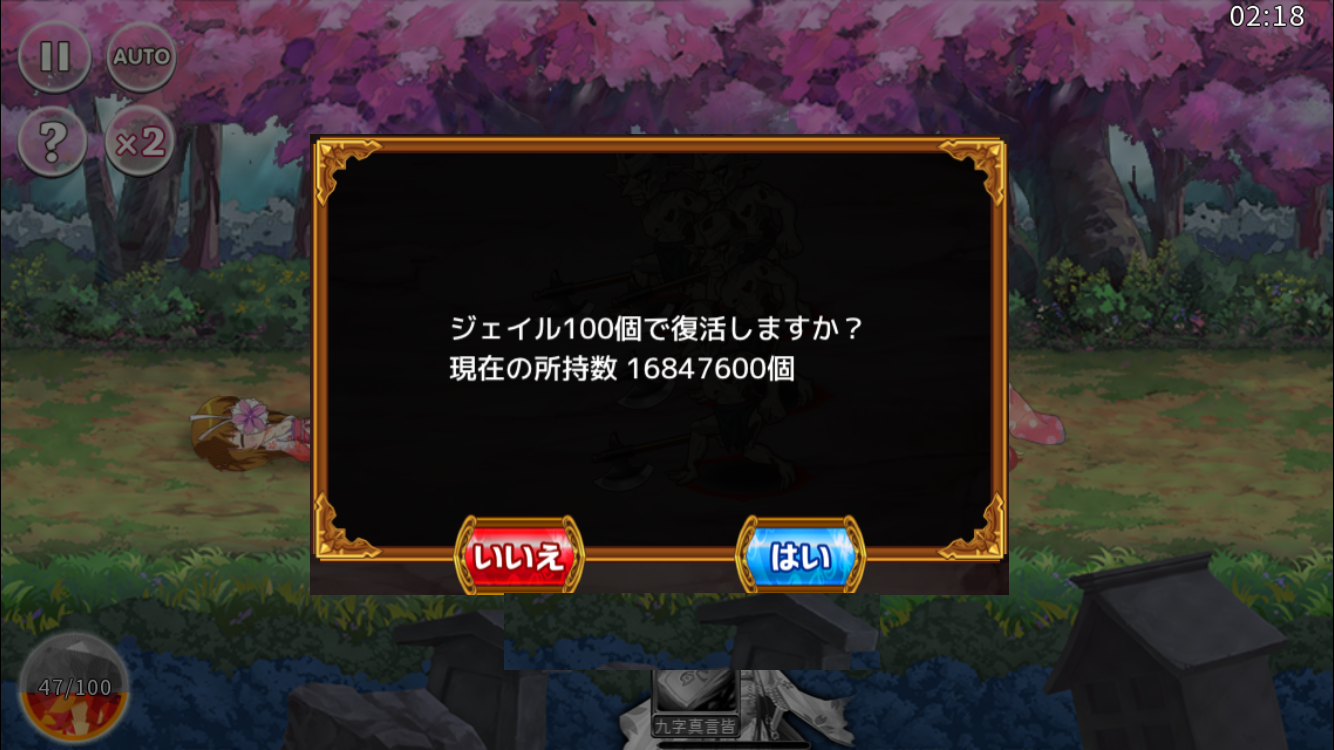 02:18
AUTO
?
×2
ジェイル100個で復活しますか？
現在の所持数 16847600個
いいえ
はい
47/100
九字真言皆